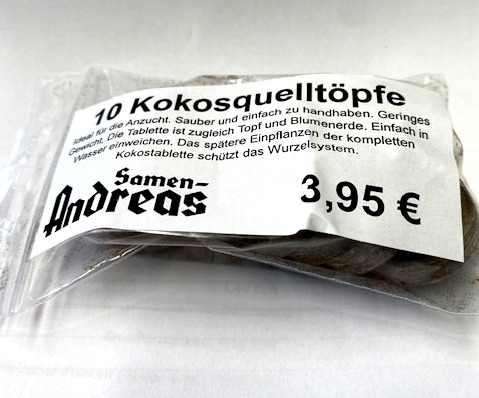 10 Kokosquelltöpfe
Ideal für die Anzucht. Sauber und einfach zu handhaben. Geringes
Gewicht. Die Tablette ist zugleich Topf und Blumenerde. Einfach in
Wasser einweichen. Das spätere Einpflanzen der kompletten
Kokostablette schützt das Wurzelsystem.
Samen-
Andreas
3,95 €